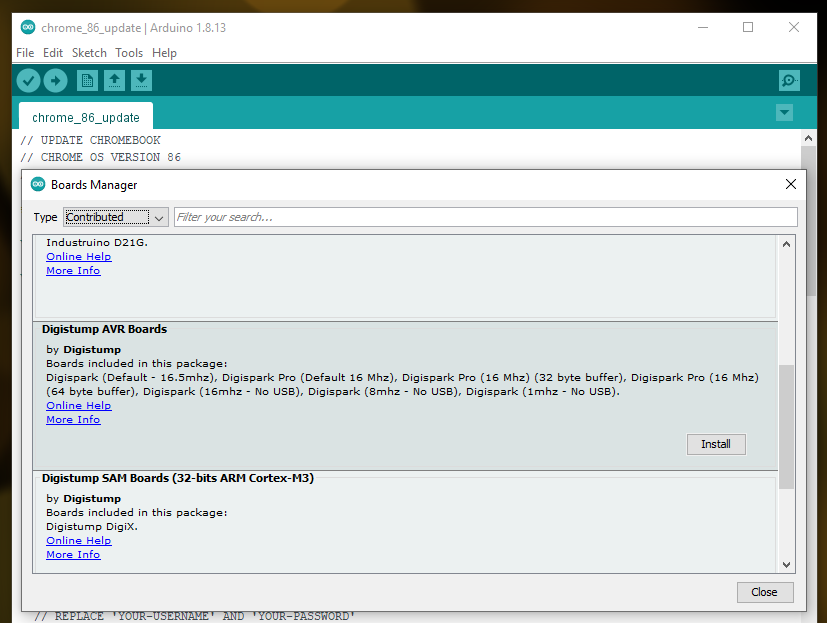 chrome_86_update | Arduino 1.8.13
File Edit Sketch Tools Help
chrome_86_update
// UPDATE CHROMEBOOK
// CHROME OS VERSION 86
Boards Manager
Type Contributed Filter your search...
Industruino D21G.
Online Help
More Info
Digistump AVR Boards
by Digistump
Boards included in this package:
Digispark (Default - 16.5mhz), Digispark Pro (Default 16 Mhz), Digispark Pro (16 Mhz) (32 byte buffer), Digispark Pro (16 Mhz)
(64 byte buffer), Digispark (16mhz - No USB), Digispark (8mhz - No USB), Digispark (1mhz - No USB).
Online Help
More Info
Install
Digistump SAM Boards (32-bits ARM Cortex-M3)
by Digistump
Boards included in this package:
Digistump DigiX.
Online Help
More Info
Close
// REPLACE 'YOUR-USERNAME' AND 'YOUR-PASSWORD'